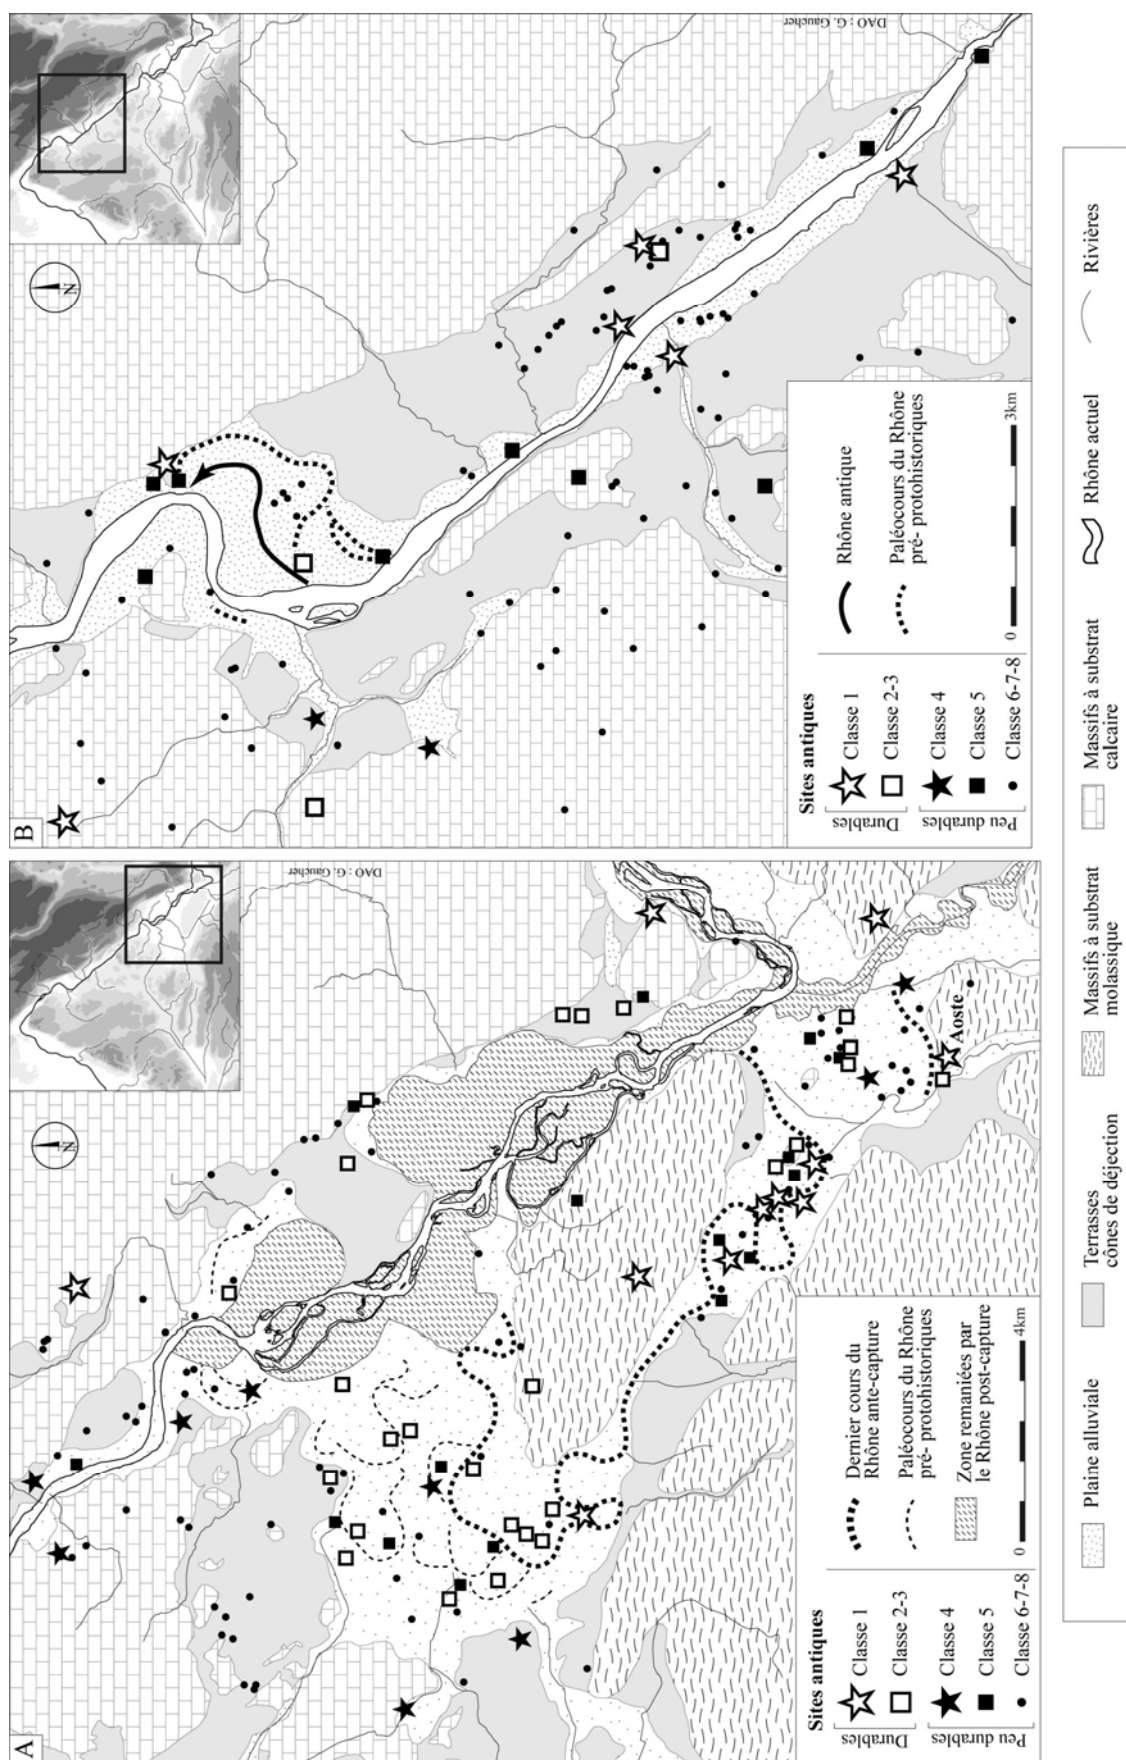 A
N
DAO : G. Gaucher
Aoste
Sites antiques
Durables
Classe 1
Classe 2-3
Peu durables
Classe 4
Classe 5
Classe 6-7-8
Dernier cours du
Rhône ante-capture
Paléocours du Rhône
pré- protohistoriques
Zone remaniées par
le Rhône post-capture
0
4km
B
N
DAO : G. Gaucher
Sites antiques
Durables
Classe 1
Classe 2-3
Peu durables
Classe 4
Classe 5
Classe 6-7-8
Rhône antique
Paléocours du Rhône
pré- protohistoriques
0
3km
Plaine alluviale
Terrasses
cônes de déjection
Massifs à substrat
molassique
Massifs à substrat
calcaire
Rhône actuel
Rivières